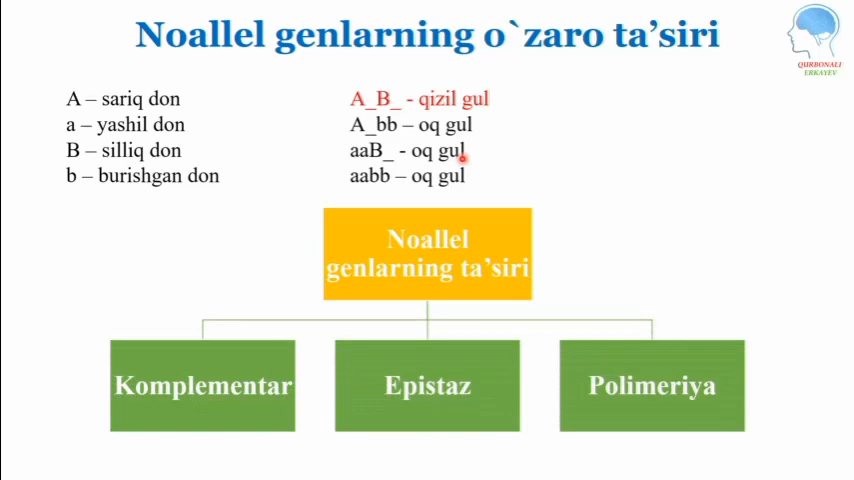 Noallel genlarning o`zaro ta’siri
QURBONALI
ERKAYEV
A – sariq don
a – yashil don
B – silliq don
b – burishgan don
A_B_ - qizil gul
A_bb – oq gul
aaB_ - oq gul
aabb – oq gul
Noallel
genlarning ta’siri
Komplementar
Epistaz
Polimeriya